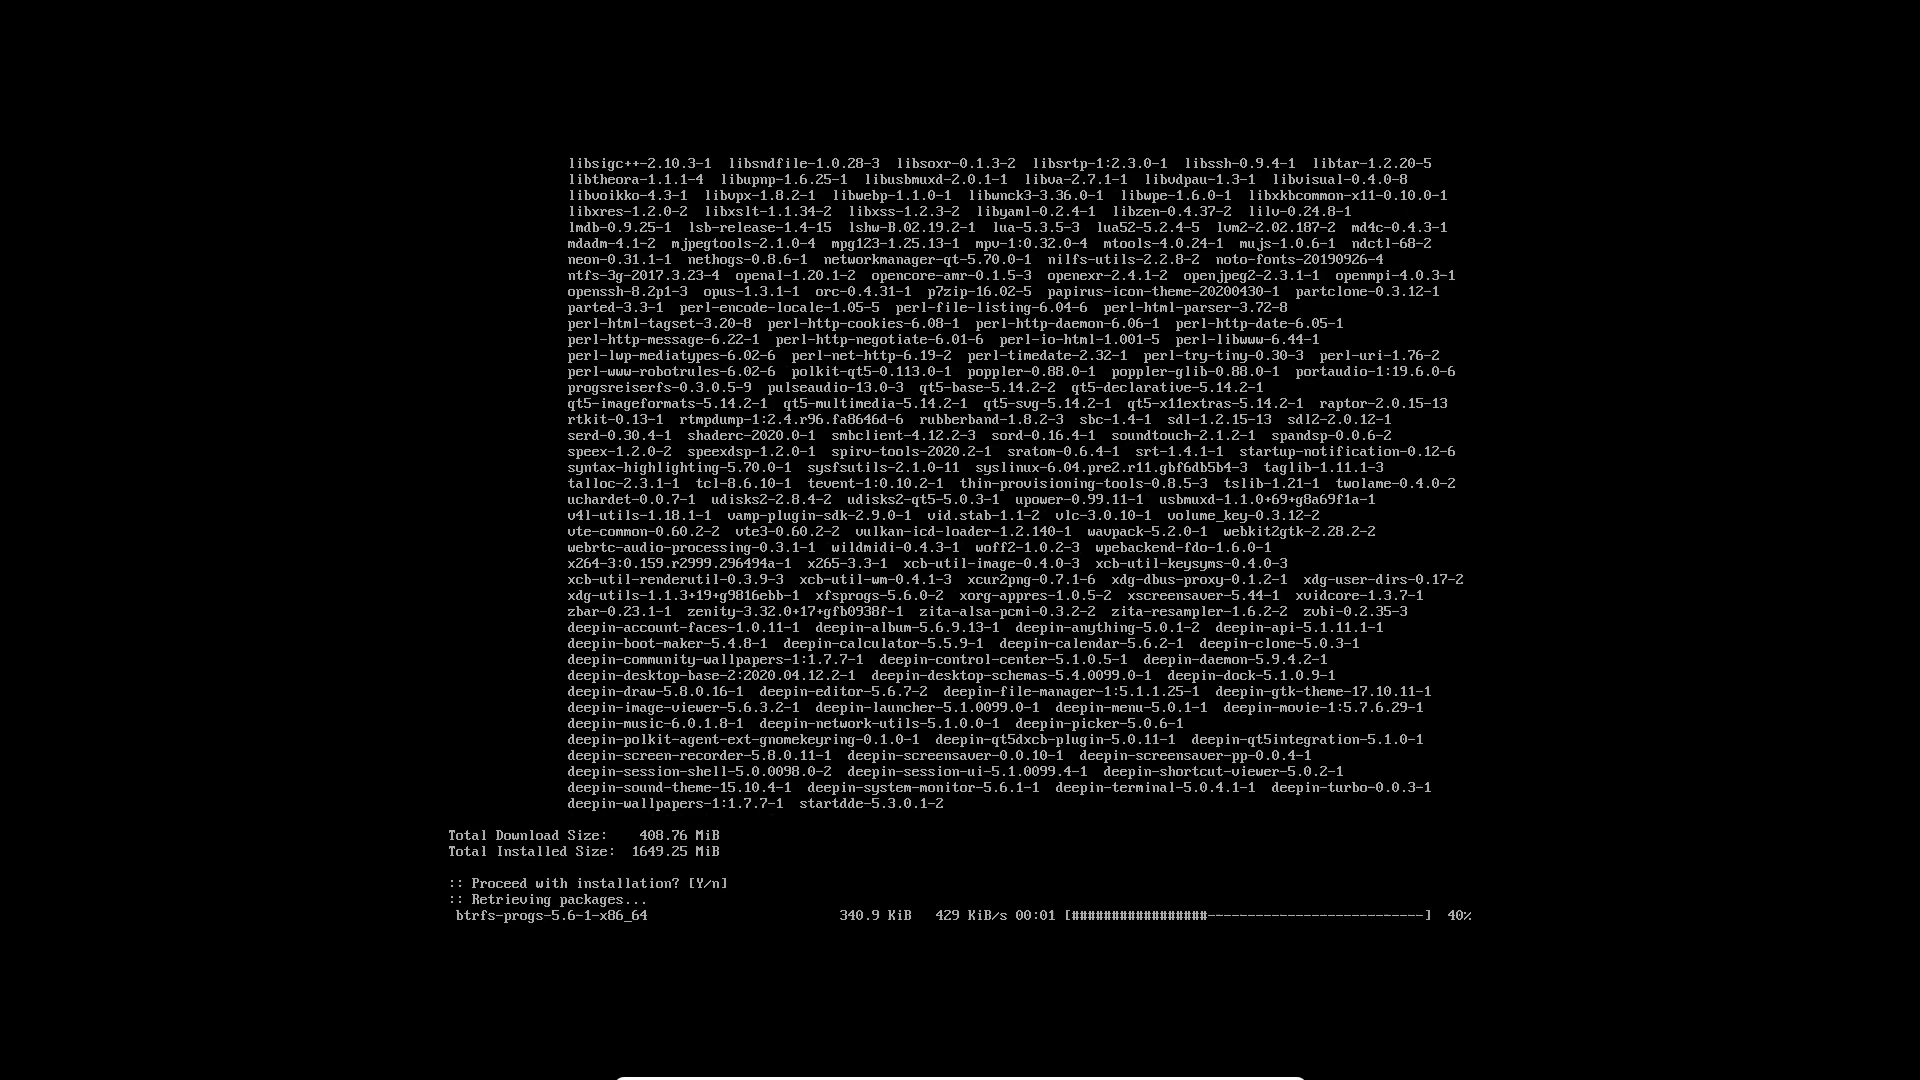 libsigc++-2.10.3-1  libsndfile-1.0.28-3  libsoxr-0.1.3-2  libsrtp-1:2.3.0-1  libssh-0.9.4-1  libtar-1.2.20-5
libtheora-1.1.1-4  libupnp-1.6.25-1  libusbmuxd-2.0.1-1  libva-2.7.1-1  libvdpau-1.3-1  libvisual-0.4.0-8
libvoikko-4.3-1  libvpx-1.8.2-1  libwebp-1.1.0-1  libwnck3-3.36.0-1  libwpe-1.6.0-1  libxkbcommon-x11-0.10.0-1
libxres-1.2.0-2  libxslt-1.1.34-2  libxss-1.2.3-2  libyaml-0.2.4-1  libzen-0.4.37-2  lilv-0.24.8-1
lmdb-0.9.25-1  lsb-release-1.4-15  lshw-B.02.19.2-1  lua-5.3.5-3  lua52-5.2.4-5  lvm2-2.02.187-2  md4c-0.4.3-1
mdadm-4.1-2  mjpegtools-2.1.0-4  mpg123-1.25.13-1  mpv-1:0.32.0-4  mtools-4.0.24-1  mujs-1.0.6-1  ndctl-68-2
neon-0.31.1-1  nethogs-0.8.6-1  networkmanager-qt-5.70.0-1  nilfs-utils-2.2.8-2  noto-fonts-20190926-4
ntfs-3g-2017.3.23-4  openal-1.20.1-2  opencore-amr-0.1.5-3  openexr-2.4.1-2  openjpeg2-2.3.1-1  openmpi-4.0.3-1
openssh-8.2p1-3  opus-1.3.1-1  orc-0.4.31-1  p7zip-16.02-5  papirus-icon-theme-20200430-1  partclone-0.3.12-1
parted-3.3-1  perl-encode-locale-1.05-5  perl-file-listing-6.04-6  perl-html-parser-3.72-8
perl-html-tagset-3.20-8  perl-http-cookies-6.08-1  perl-http-daemon-6.06-1  perl-http-date-6.05-1
perl-http-message-6.22-1  perl-http-negotiate-6.01-6  perl-io-html-1.001-5  perl-libwww-6.44-1
perl-lwp-mediatypes-6.02-6  perl-net-http-6.19-2  perl-timedate-2.32-1  perl-try-tiny-0.30-3  perl-uri-1.76-2
perl-www-robotrules-6.02-6  polkit-qt5-0.113.0-1  poppler-0.88.0-1  poppler-glib-0.88.0-1  portaudio-1:19.6.0-6
progsreiserfs-0.3.0.5-9  pulseaudio-13.0-3  qt5-base-5.14.2-2  qt5-declarative-5.14.2-1
qt5-imageformats-5.14.2-1  qt5-multimedia-5.14.2-1  qt5-svg-5.14.2-1  qt5-x11extras-5.14.2-1  raptor-2.0.15-13
rtkit-0.13-1  rtmpdump-1:2.4.r96.fa8646d-6  rubberband-1.8.2-3  sbc-1.4-1  sdl-1.2.15-13  sdl2-2.0.12-1
serd-0.30.4-1  shaderc-2020.0-1  smbclient-4.12.2-3  sord-0.16.4-1  soundtouch-2.1.2-1  spandsp-0.0.6-2
speex-1.2.0-2  speexdsp-1.2.0-1  spirv-tools-2020.2-1  sratom-0.6.4-1  srt-1.4.1-1  startup-notification-0.12-6
syntax-highlighting-5.70.0-1  sysfsutils-2.1.0-11  syslinux-6.04.pre2.r11.gbf6db5b4-3  taglib-1.11.1-3
talloc-2.3.1-1  tcl-8.6.10-1  tevent-1:0.10.2-1  thin-provisioning-tools-0.8.5-3  tslib-1.21-1  twolame-0.4.0-2
uchardet-0.0.7-1  udisks2-2.8.4-2  udisks2-qt5-5.0.3-1  upower-0.99.11-1  usbmuxd-1.1.0+69+g8a69f1a-1
v4l-utils-1.18.1-1  vamp-plugin-sdk-2.9.0-1  vid.stab-1.1-2  vlc-3.0.10-1  volume_key-0.3.12-2
vte-common-0.60.2-2  vte3-0.60.2-2  vulkan-icd-loader-1.2.140-1  wavpack-5.2.0-1  webkit2gtk-2.28.2-2
webrtc-audio-processing-0.3.1-1  wildmidi-0.4.3-1  woff2-1.0.2-3  wpebackend-fdo-1.6.0-1
x264-3:0.159.r2999.296494a-1  x265-3.3-1  xcb-util-image-0.4.0-3  xcb-util-keysyms-0.4.0-3
xcb-util-renderutil-0.3.9-3  xcb-util-wm-0.4.1-3  xcur2png-0.7.1-6  xdg-dbus-proxy-0.1.2-1  xdg-user-dirs-0.17-2
xdg-utils-1.1.3+19+g9816ebb-1  xfsprogs-5.6.0-2  xorg-appres-1.0.5-2  xscreensaver-5.44-1  xvidcore-1.3.7-1
zbar-0.23.1-1  zenity-3.32.0+17+gfb0938f-1  zita-alsa-pcmi-0.3.2-2  zita-resampler-1.6.2-2  zvbi-0.2.35-3
deepin-account-faces-1.0.11-1  deepin-album-5.6.9.13-1  deepin-anything-5.0.1-2  deepin-api-5.1.11.1-1
deepin-boot-maker-5.4.8-1  deepin-calculator-5.5.9-1  deepin-calendar-5.6.2-1  deepin-clone-5.0.3-1
deepin-community-wallpapers-1:1.7.7-1  deepin-control-center-5.1.0.5-1  deepin-daemon-5.9.4.2-1
deepin-desktop-base-2:2020.04.12.2-1  deepin-desktop-schemas-5.4.0099.0-1  deepin-dock-5.1.0.9-1
deepin-draw-5.8.0.16-1  deepin-editor-5.6.7-2  deepin-file-manager-1:5.1.1.25-1  deepin-gtk-theme-17.10.11-1
deepin-image-viewer-5.6.3.2-1  deepin-launcher-5.1.0099.0-1  deepin-menu-5.0.1-1  deepin-movie-1:5.7.6.29-1
deepin-music-6.0.1.8-1  deepin-network-utils-5.1.0.0-1  deepin-picker-5.0.6-1
deepin-polkit-agent-ext-gnomekeyring-0.1.0-1  deepin-qt5dxcb-plugin-5.0.11-1  deepin-qt5integration-5.1.0-1
deepin-screen-recorder-5.8.0.11-1  deepin-screensaver-0.0.10-1  deepin-screensaver-pp-0.0.4-1
deepin-session-shell-5.0.0098.0-2  deepin-session-ui-5.1.0099.4-1  deepin-shortcut-viewer-5.0.2-1
deepin-sound-theme-15.10.4-1  deepin-system-monitor-5.6.1-1  deepin-terminal-5.0.4.1-1  deepin-turbo-0.0.3-1
deepin-wallpapers-1:1.7.7-1  startdde-5.3.0.1-2
Total Download Size:    408.76 MiB
Total Installed Size:  1649.25 MiB
:: Proceed with installation? [Y/n]
:: Retrieving packages...
btrfs-progs-5.6-1-x86_64  340.9 KiB  429 KiB/s 00:01 [#################---------------------------]  40%